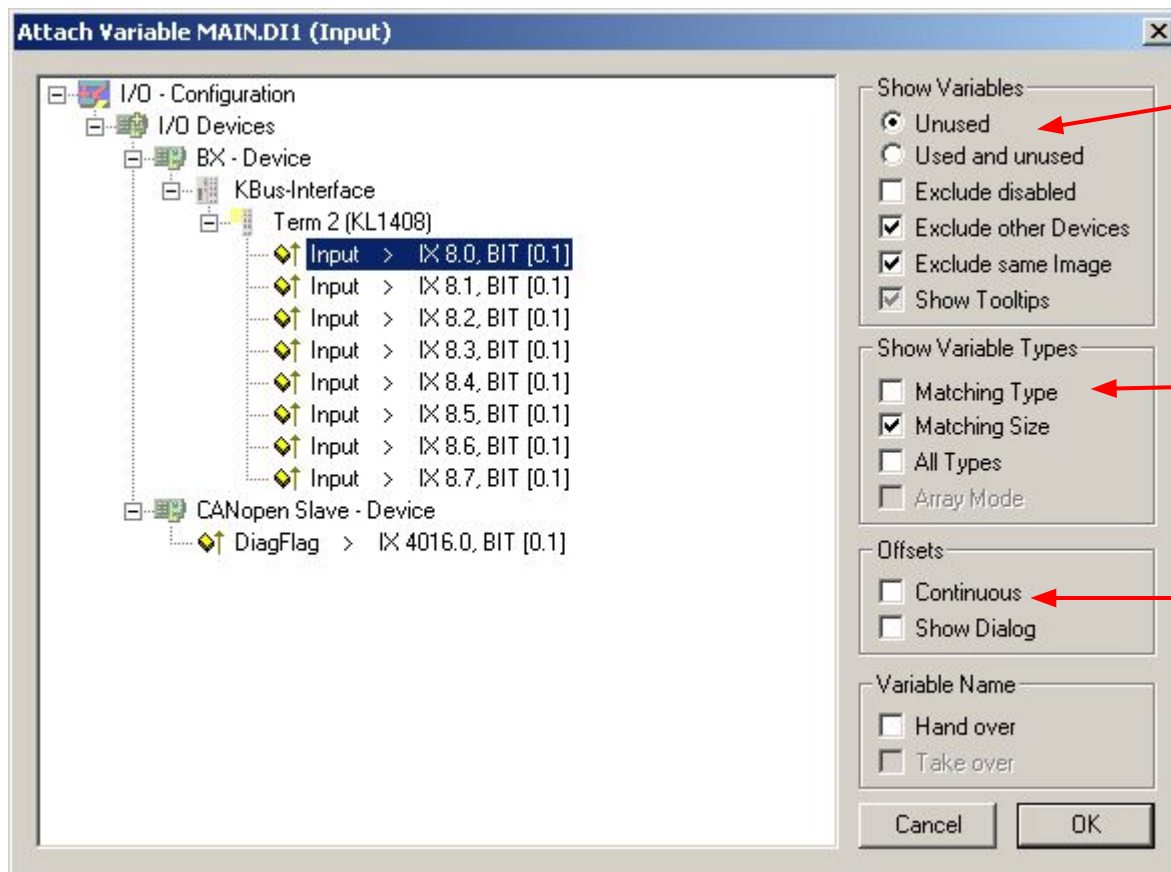 Attach Variable MAIN.DI1 (Input)
I/O - Configuration
I/O Devices
BX - Device
KBus-Interface
Term 2 (KL1408)
Input > IX 8.0, BIT [0.1]
Input > IX 8.1, BIT [0.1]
Input > IX 8.2, BIT [0.1]
Input > IX 8.3, BIT [0.1]
Input > IX 8.4, BIT [0.1]
Input > IX 8.5, BIT [0.1]
Input > IX 8.6, BIT [0.1]
Input > IX 8.7, BIT [0.1]
CANopen Slave - Device
DiagFlag > IX 4016.0, BIT [0.1]
Show Variables
Unused
Used and unused
Exclude disabled
Exclude other Devices
Exclude same Image
Show Tooltips
Show Variable Types
Matching Type
Matching Size
All Types
Array Mode
Offsets
Continuous
Show Dialog
Variable Name
Hand over
Take over
Cancel OK